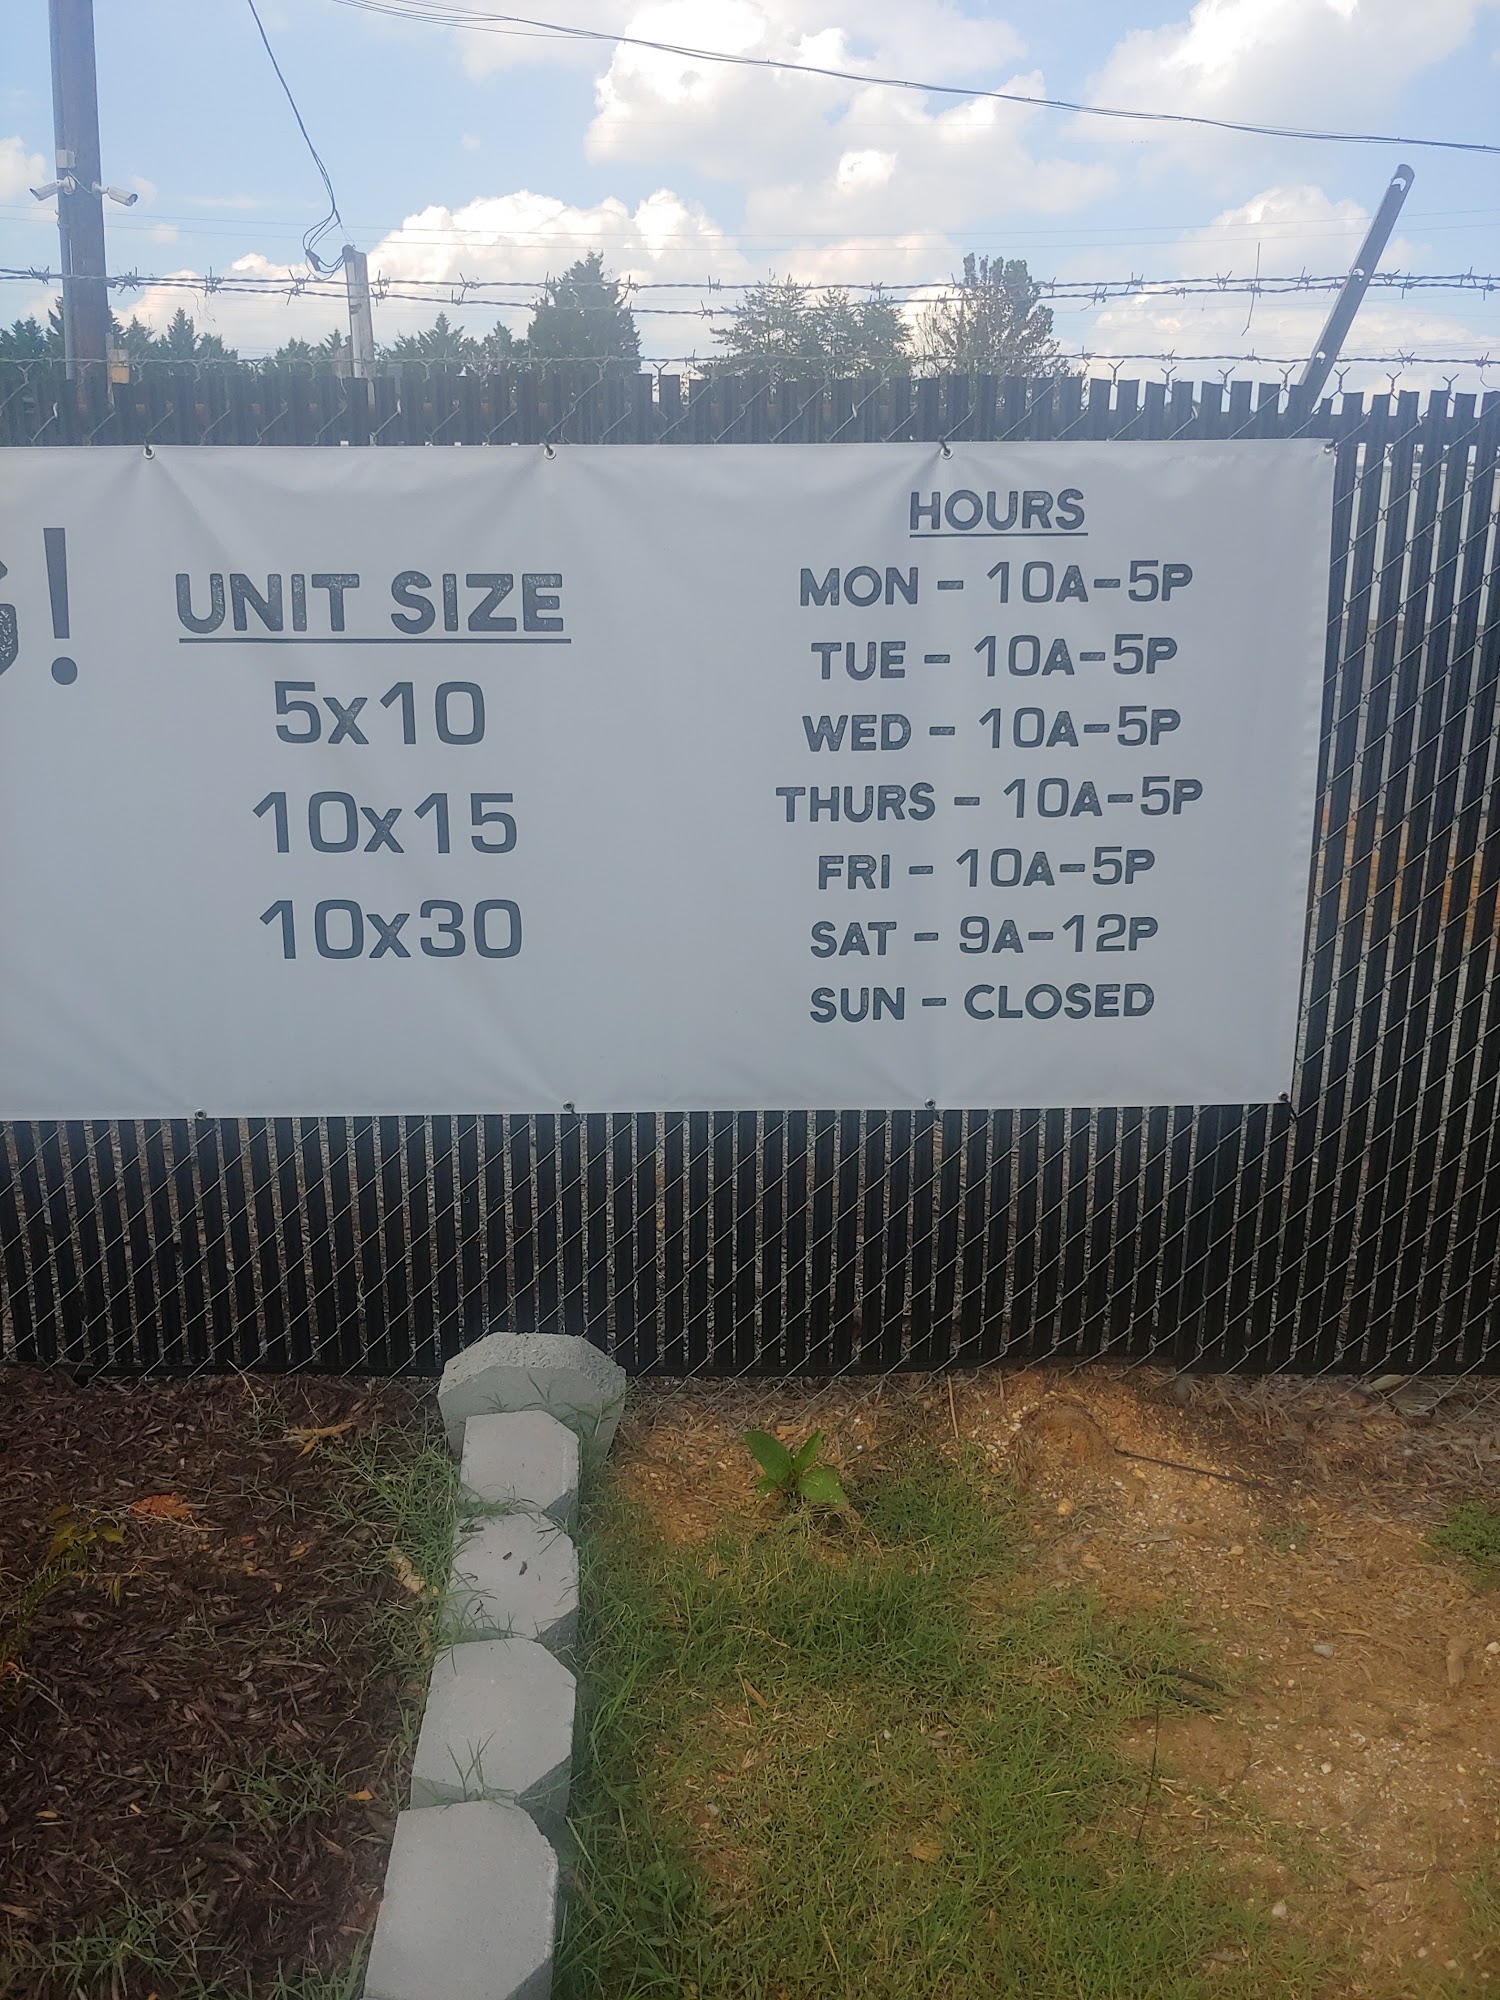 UNIT SIZE
5x10
10x15
10x30
HOURS
MON - 10A-5P
TUE - 10A-5P
WED - 10A-5P
THURS - 10A-5P
FRI - 10A-5P
SAT - 9A-12P
SUN - CLOSED